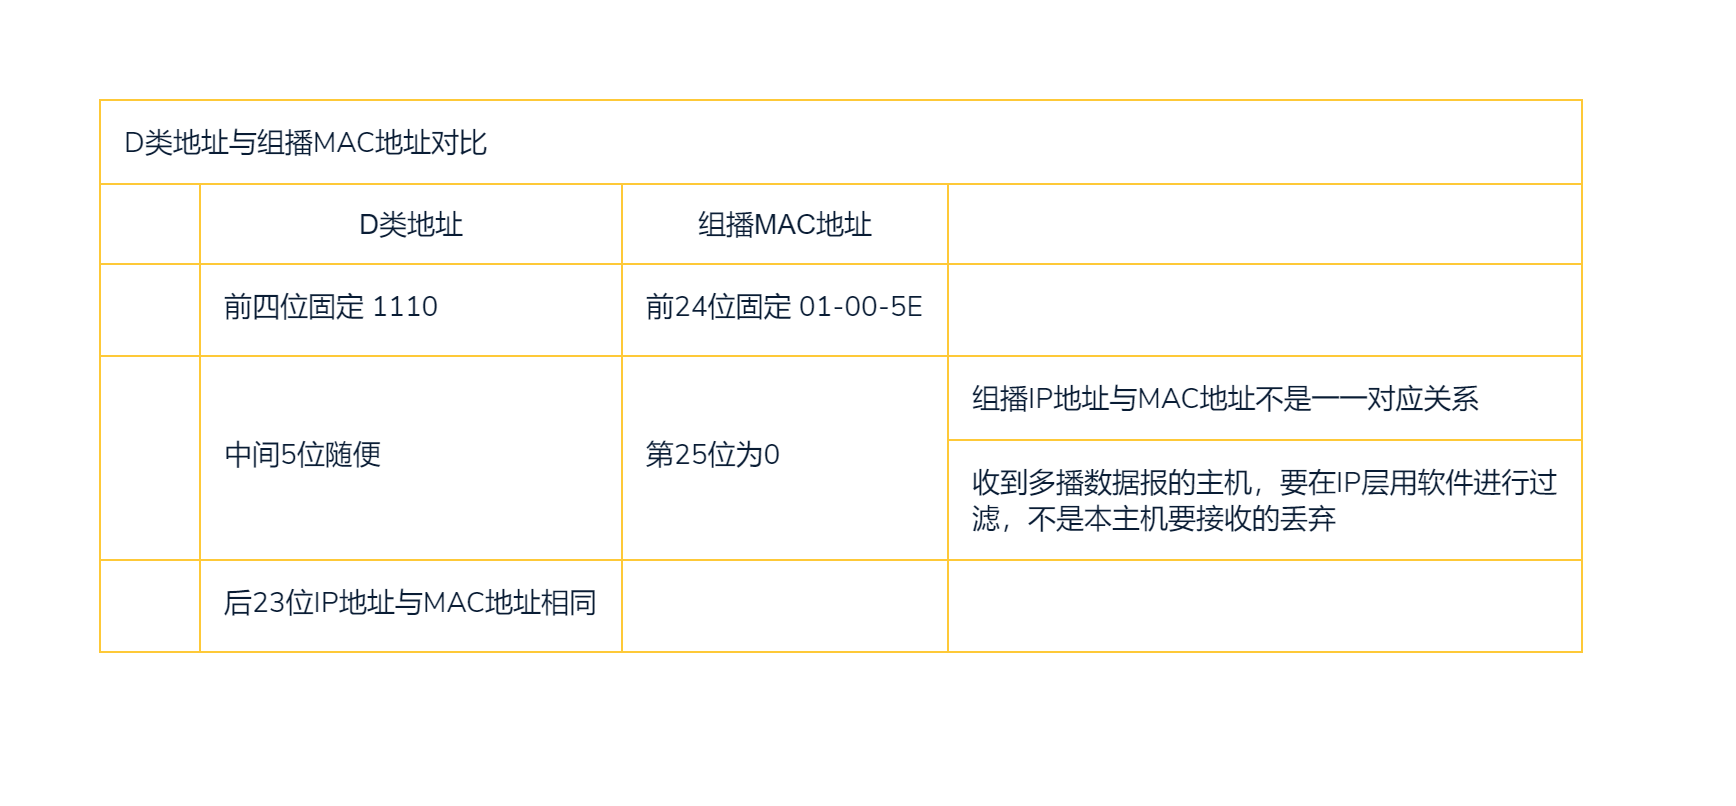 D类地址与组播MAC地址对比
D类地址
组播MAC地址
前四位固定 1110
前24位固定 01-00-5E
中间5位随便
第25位为0
组播IP地址与MAC地址不是一一对应关系
收到多播数据报的主机，要在IP层用软件进行过
滤，不是本主机要接收的丢弃
后23位IP地址与MAC地址相同